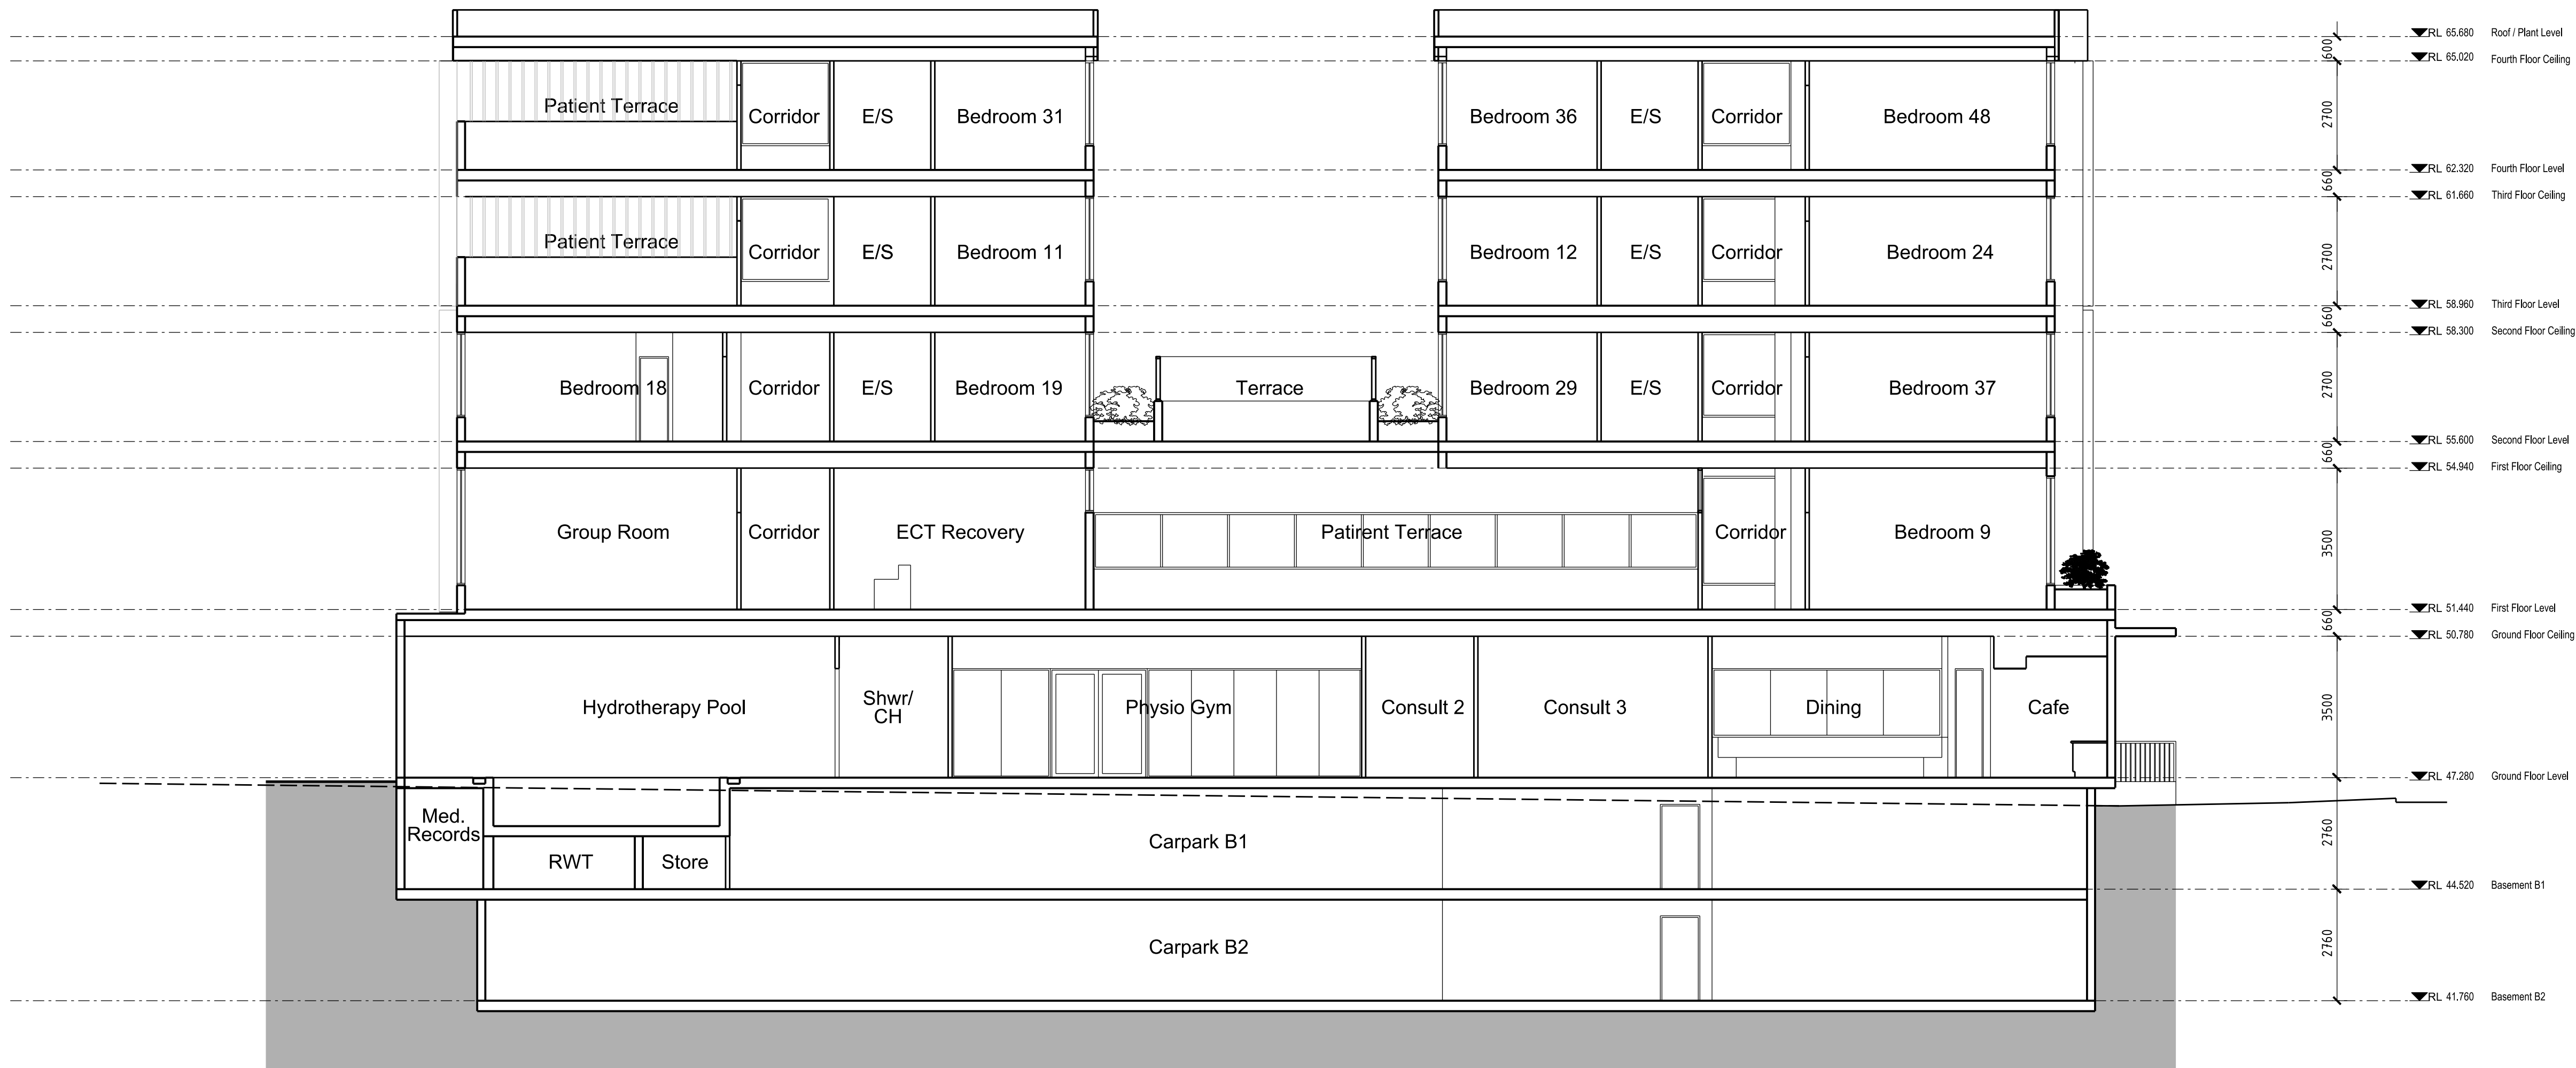 RL 65.680 Roof / Plant Level
600
RL 65.020 Fourth Floor Ceiling
Patient Terrace Corridor E/S Bedroom 31 Bedroom 36 E/S Corridor Bedroom 48
2700
RL 62.320 Fourth Floor Level
660
RL 61.660 Third Floor Ceiling
Patient Terrace Corridor E/S Bedroom 11 Bedroom 12 E/S Corridor Bedroom 24
2700
RL 58.960 Third Floor Level
660
RL 58.300 Second Floor Ceiling
Bedroom 18 Corridor E/S Bedroom 19 Terrace Bedroom 29 E/S Corridor Bedroom 37
2700
RL 55.600 Second Floor Level
660
RL 54.940 First Floor Ceiling
Group Room Corridor ECT Recovery Patirent Terrace Corridor Bedroom 9
3500
RL 51.440 First Floor Level
660
RL 50.780 Ground Floor Ceiling
Hydrotherapy Pool Shwr/
CH Physio Gym Consult 2 Consult 3 Dining Cafe
3500
RL 47.280 Ground Floor Level
Med.
Records
RWT Store Carpark B1
2760
RL 44.520 Basement B1
Carpark B2
2760
RL 41.760 Basement B2